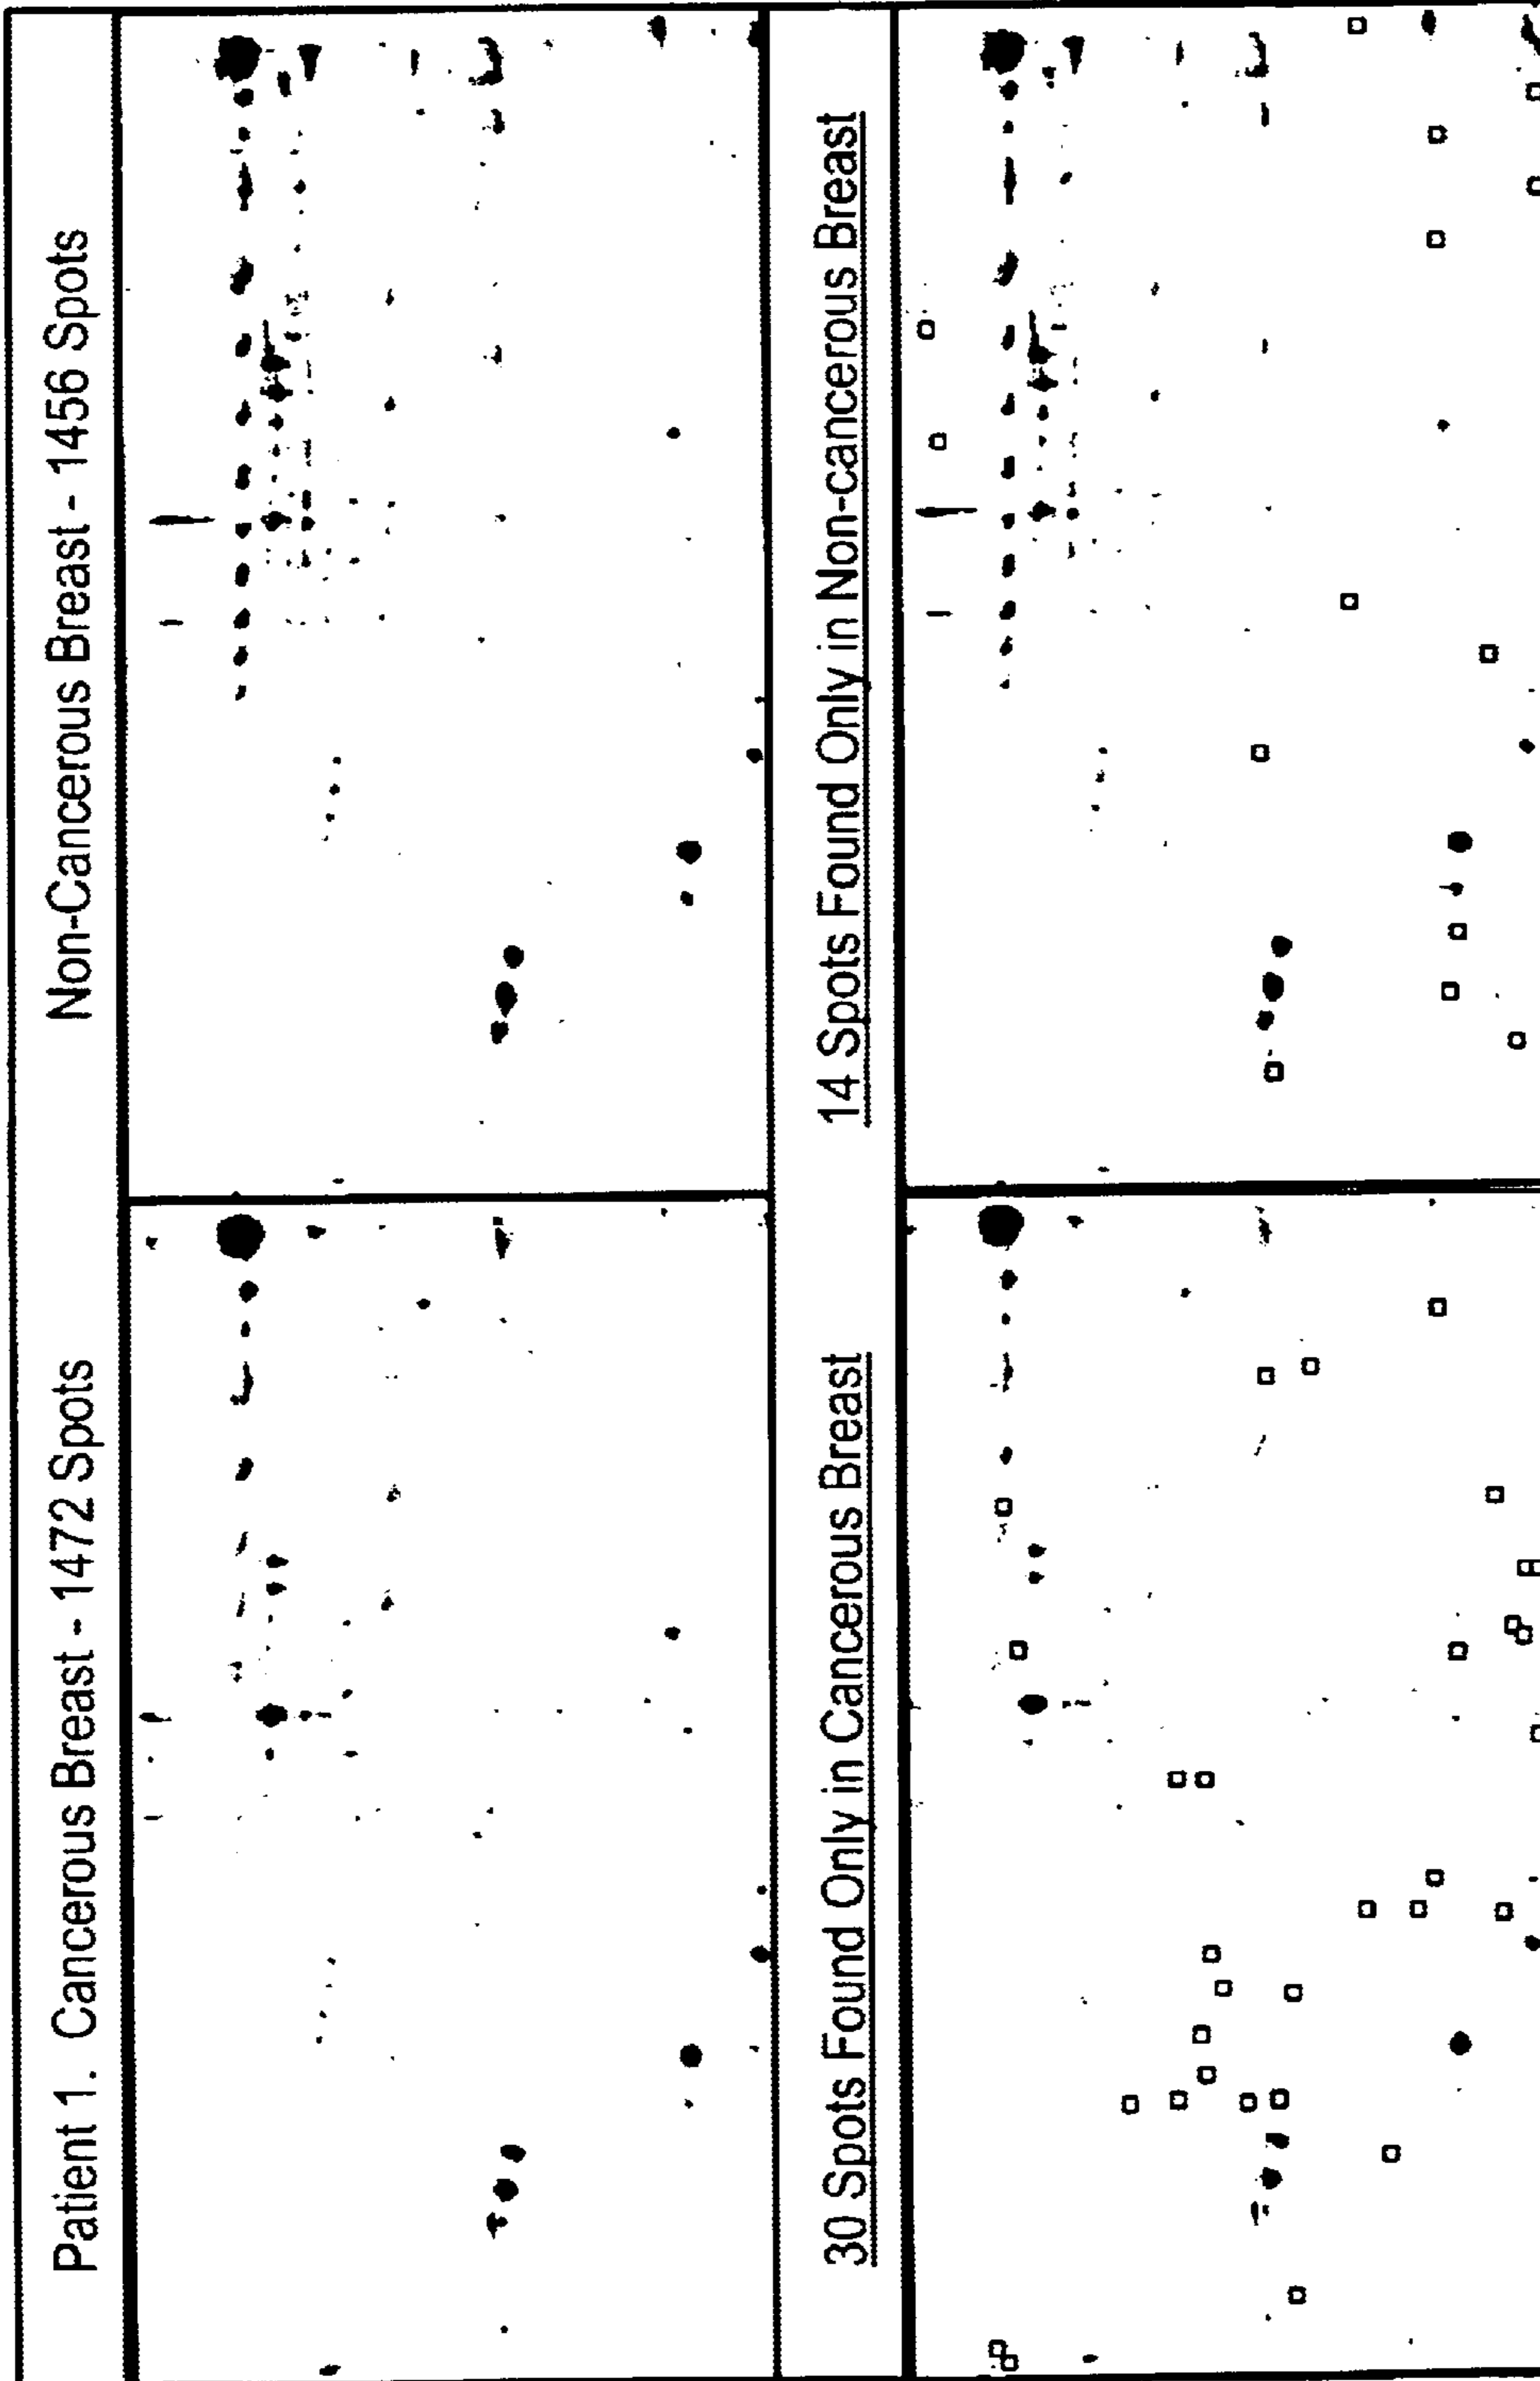 Patient 1. Cancerous Breast - 1472 Spots
Non-Cancerous Breast - 1456 Spots
30 Spots Found Only in Cancerous Breast
14 Spots Found Only in Non-cancerous Breast